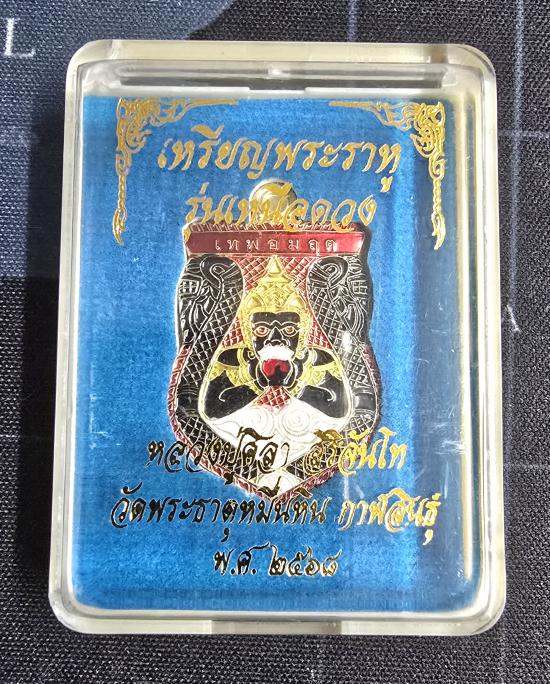 L
เหรียญพระราหู
รุ่นเหนือดวง
เทพอมฤต
หลวงปู่ศิลา สิริจันโท
วัดพระธาตุหมื่นหิน กาฬสินธุ์
พ.ศ. ๒๕๖๘